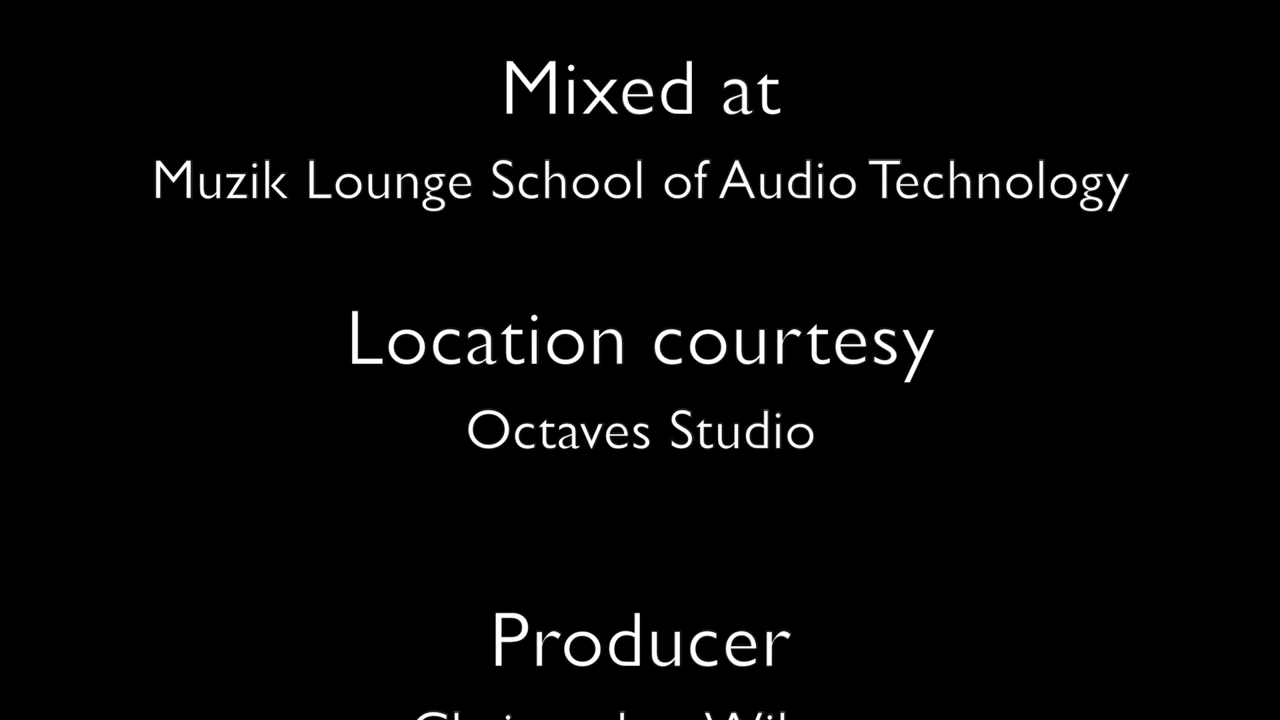 Mixed at
Muzik Lounge School of Audio Technology
Location courtesy
Octaves Studio
Producer